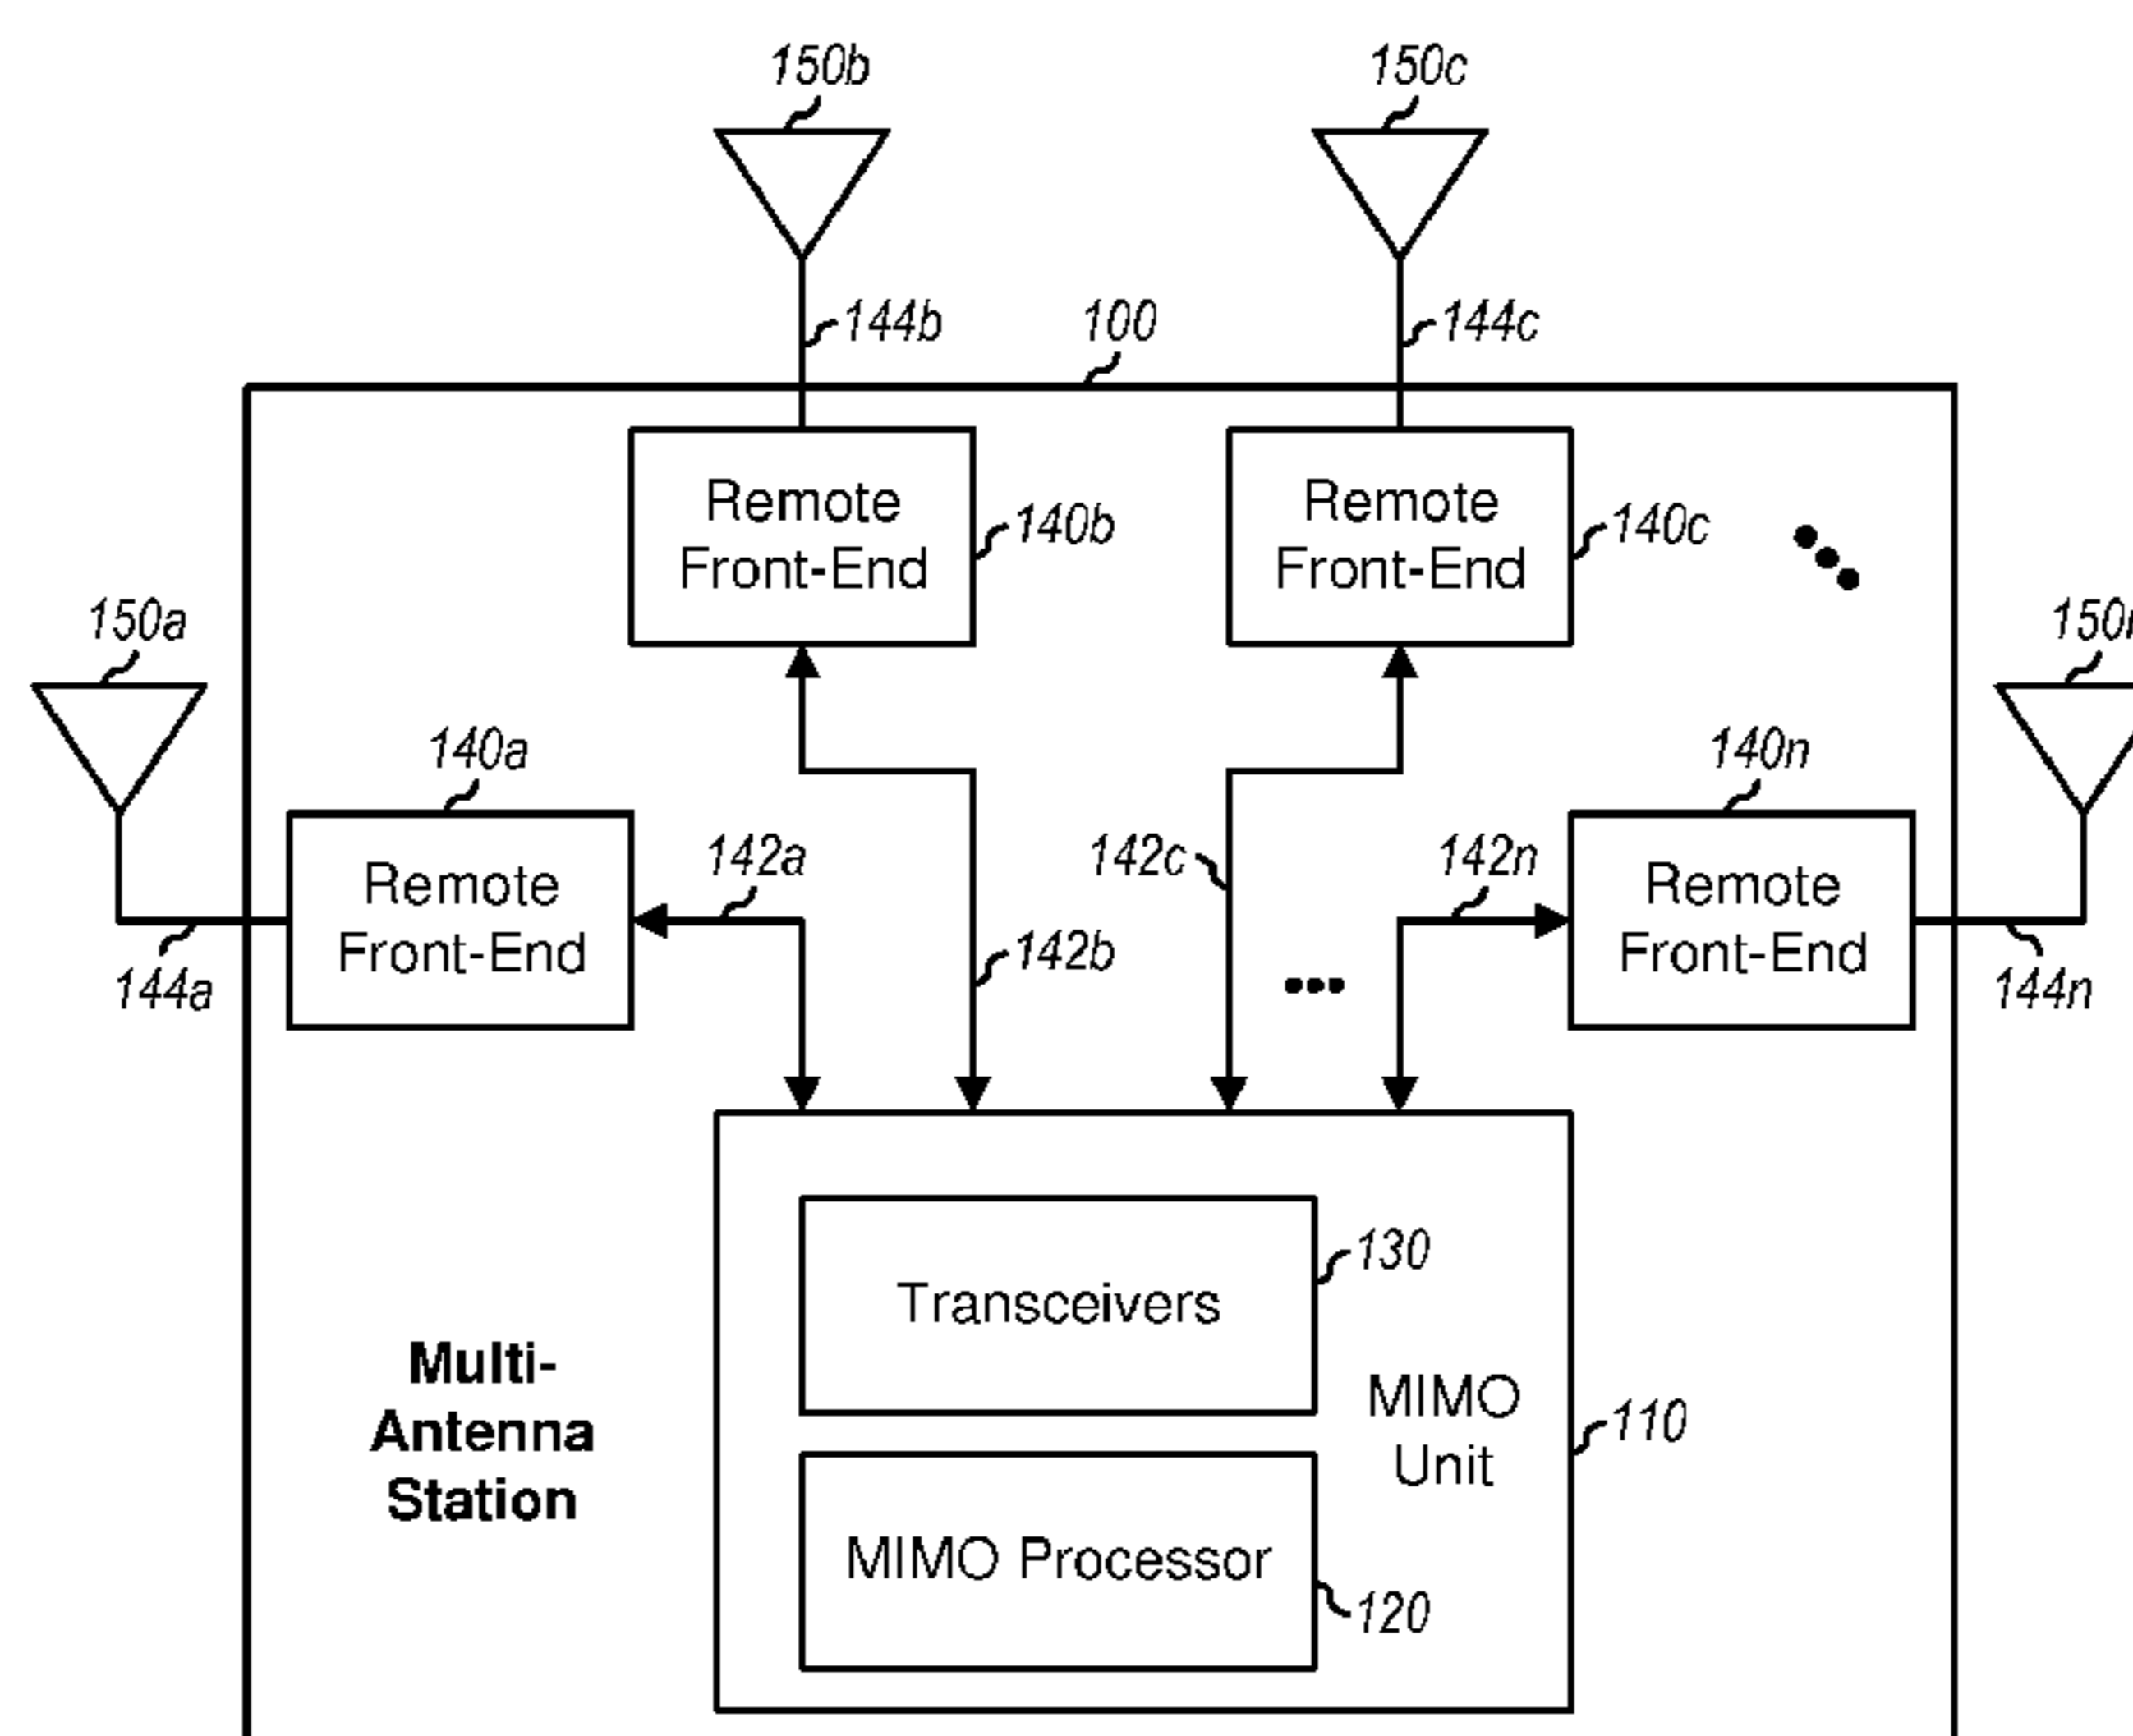 150b
150c
144b
100
144c
Remote
Front-End
140b
Remote
Front-End
140c
150a
140a
140n
Remote
Front-End
142a
142c
142n
Remote
Front-End
144a
142b
144n
130
Transceivers
Multi-
Antenna
Station
MIMO
Unit
110
MIMO Processor
120